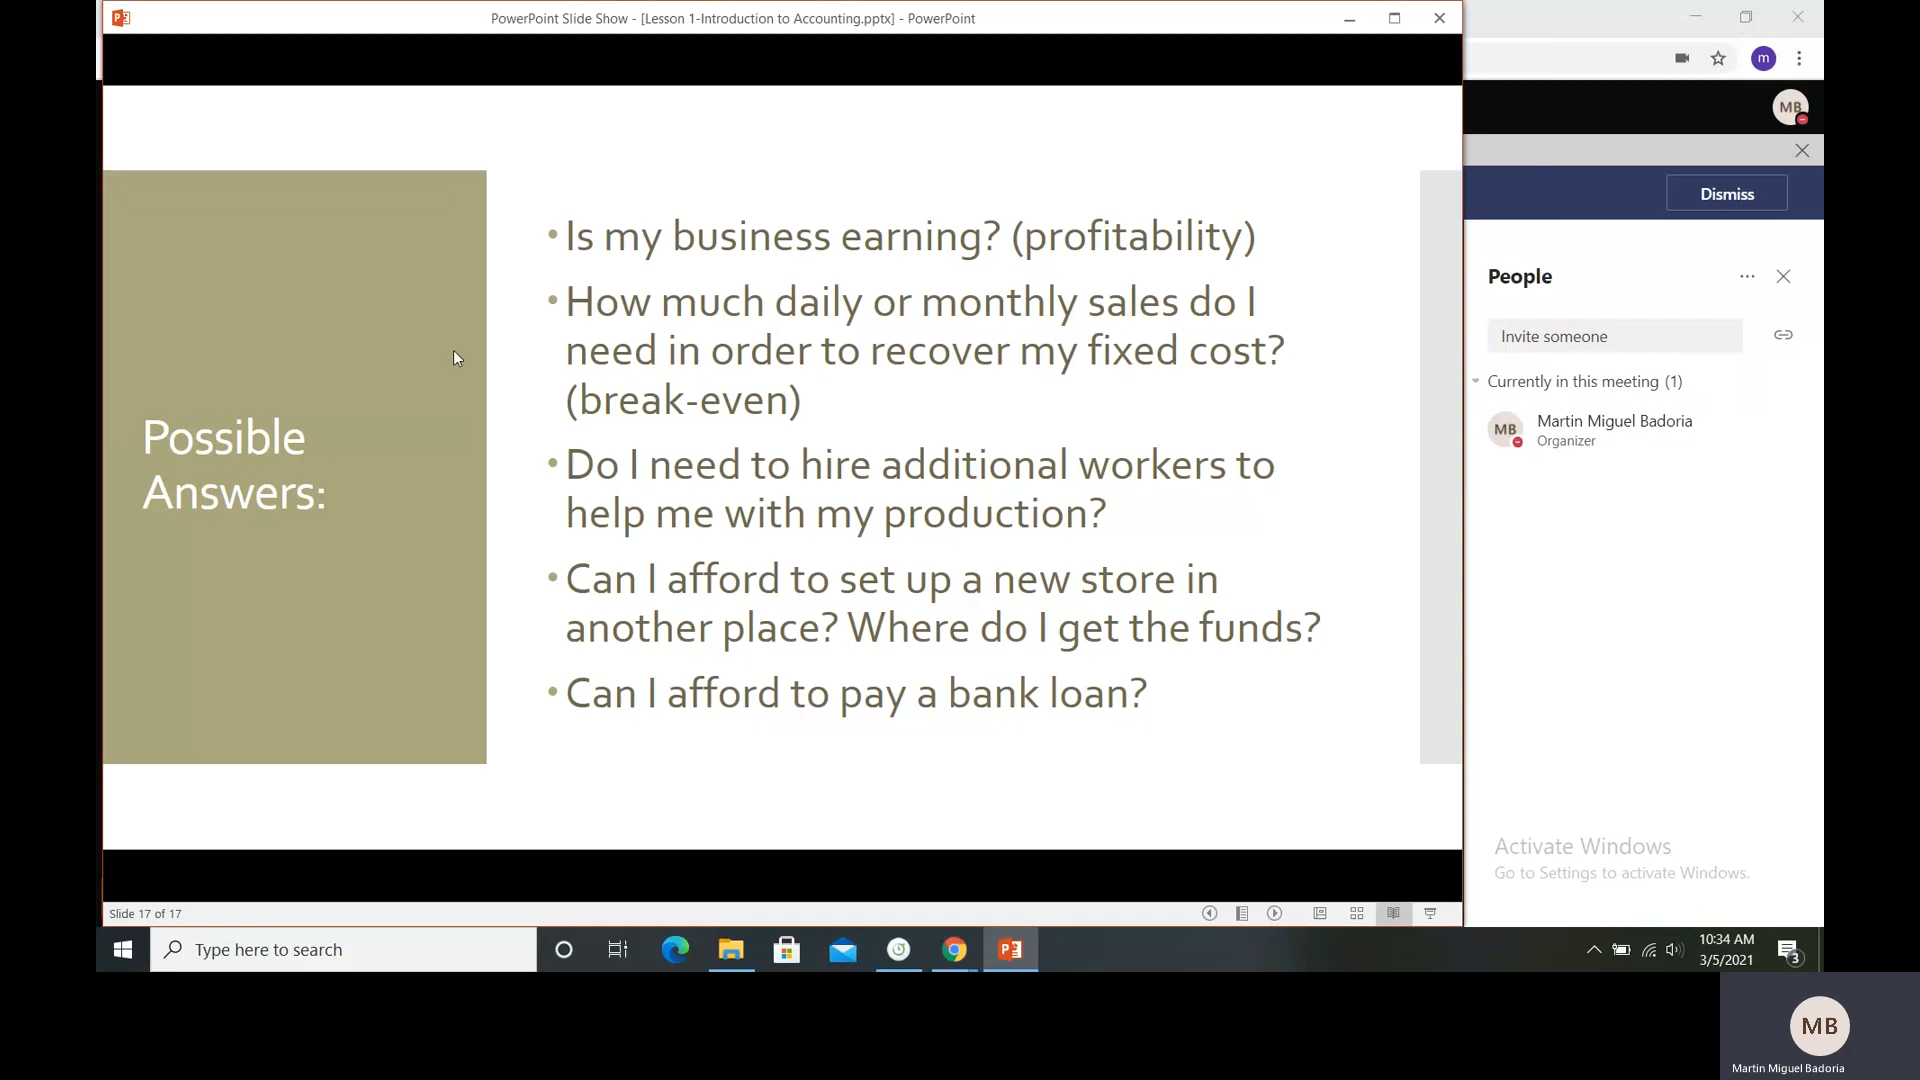 PowerPoint Slide Show - [Lesson 1-Introduction to Accounting.pptx] - PowerPoint
m
MB
Dismiss
Possible
Answers:
• Is my business earning? (profitability)
• How much daily or monthly sales do I
need in order to recover my fixed cost?
(break-even)
• Do I need to hire additional workers to
help me with my production?
• Can I afford to set up a new store in
another place? Where do I get the funds?
• Can I afford to pay a bank loan?
People
Invite someone
Currently in this meeting (1)
MB
Martin Miguel Badoria
Organizer
Activate Windows
Go to Settings to activate Windows.
Slide 17 of 17
Type here to search
10:34 AM
3/5/2021
3
MB
Martin Miguel Badoria